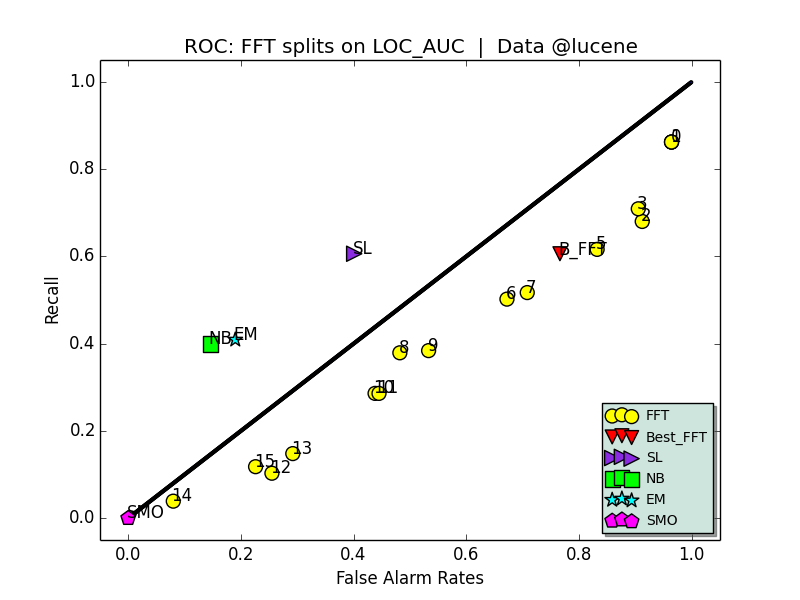 ROC: FFT splits on LOC_AUC | Data @lucene
1.0
0.8
0.6
0.4
0.2
0.0
Recall
0
3
2
5
B_FFT
SL
7
6
NB
EM
8
9
10
11
13
15
12
14
SMO
FFT
Best_FFT
SL
NB
EM
SMO
0.0 0.2 0.4 0.6 0.8 1.0
False Alarm Rates